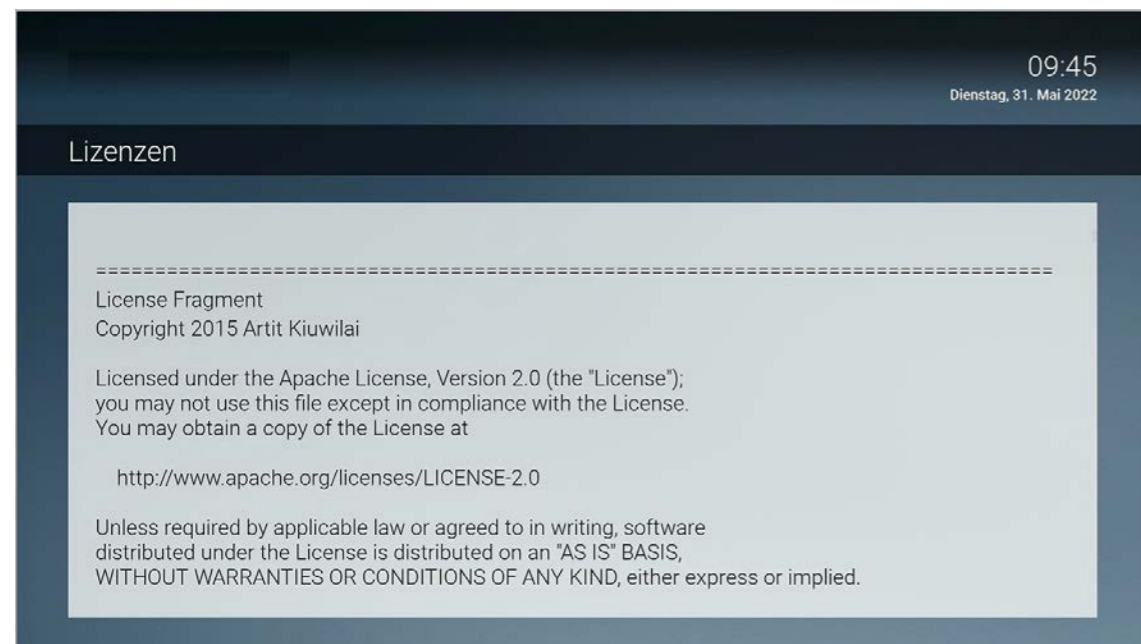 09:45
Dienstag, 31. Mai 2022
Lizenzen
================================================================================
License Fragment
Copyright 2015 Artit Kiuwilai
Licensed under the Apache License, Version 2.0 (the "License");
you may not use this file except in compliance with the License.
You may obtain a copy of the License at
http://www.apache.org/licenses/LICENSE-2.0
Unless required by applicable law or agreed to in writing, software
distributed under the License is distributed on an "AS IS" BASIS,
WITHOUT WARRANTIES OR CONDITIONS OF ANY KIND, either express or implied.